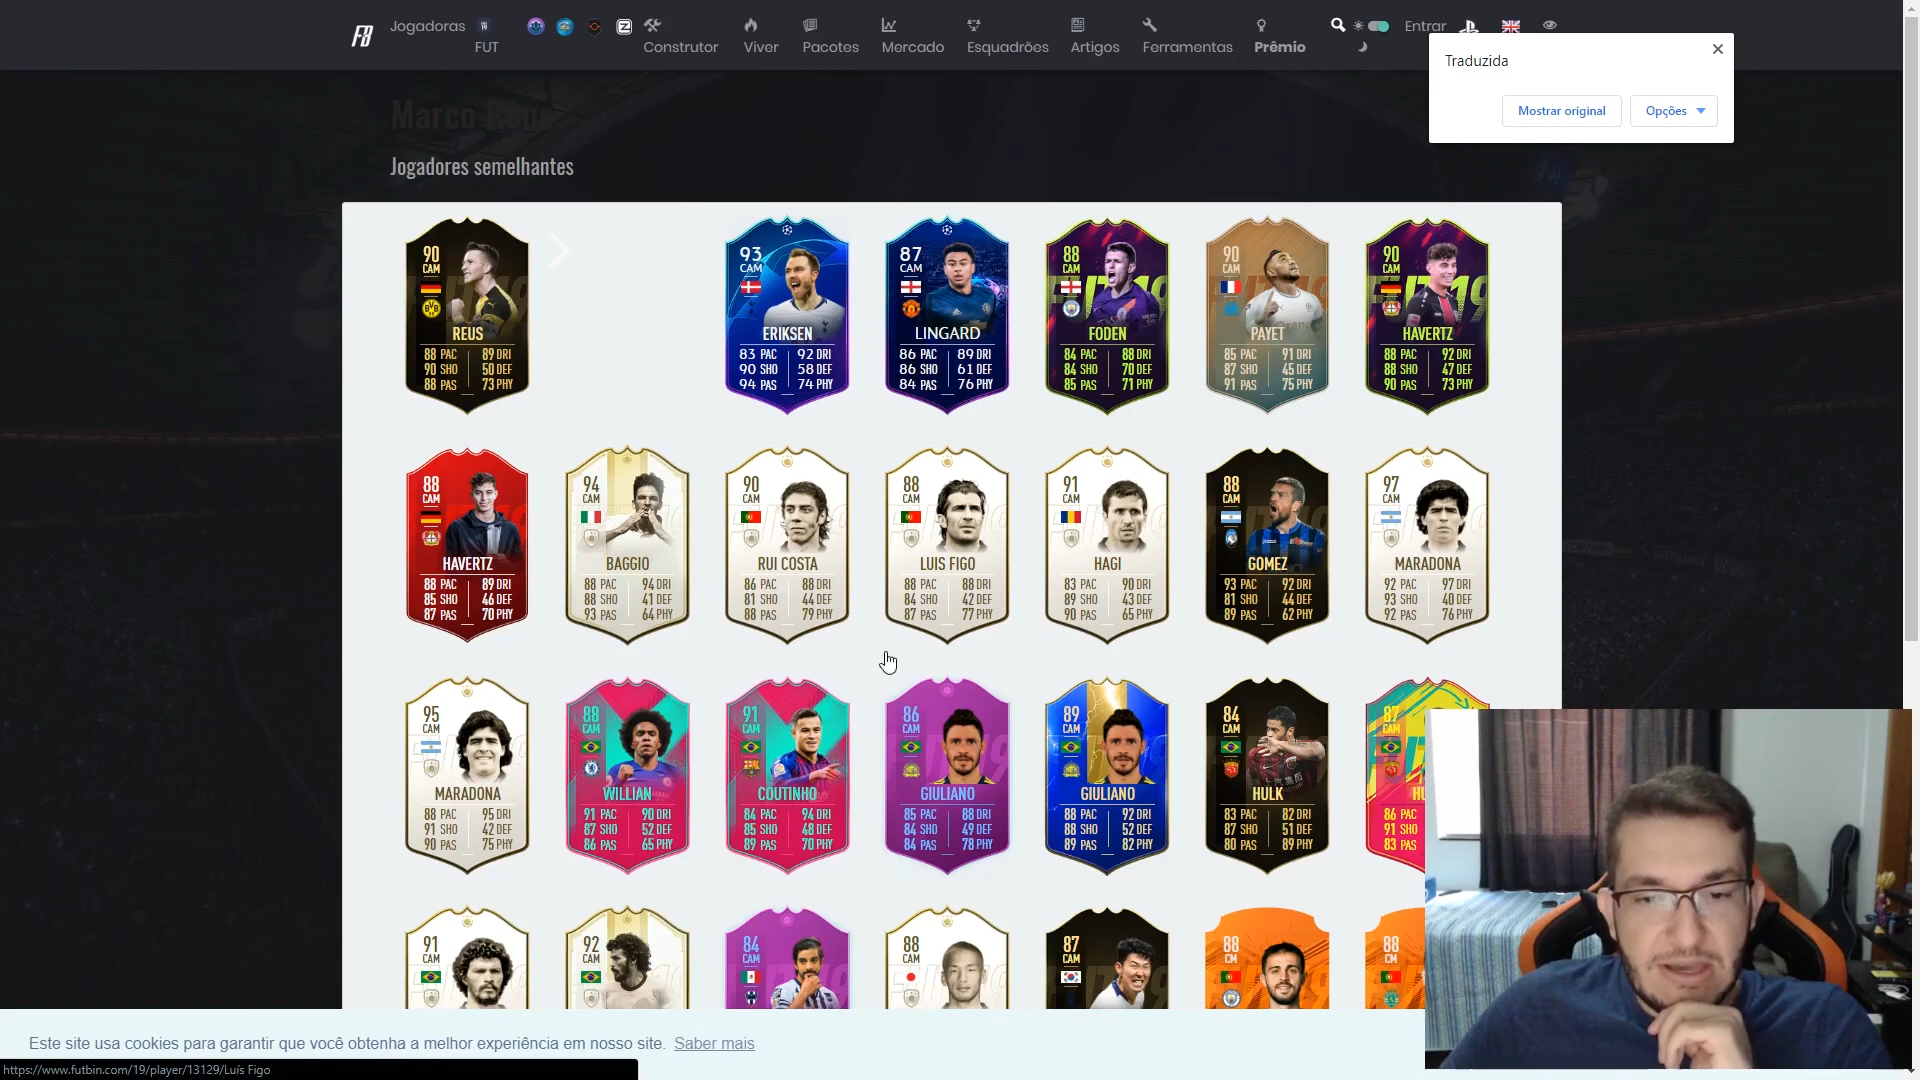 Jogadoras
FUT
Construtor
Viver
Pacotes
Mercado
Esquadrões
Artigos
Ferramentas
Prêmio
Entrar
Traduzida
Mostrar original
Opções
Marco Reus
Jogadores semelhantes
90 CAM REUS
88 PAC 89 DRI
90 SHO 50 DEF
88 PAS 73 PHY
93 CAM ERIKSEN
83 PAC 92 DRI
90 SHO 58 DEF
94 PAS 74 PHY
87 CAM LINGARD
86 PAC 89 DRI
86 SHO 61 DEF
84 PAS 76 PHY
88 CAM FODEN
84 PAC 88 DRI
84 SHO 70 DEF
85 PAS 71 PHY
90 CAM PAYET
85 PAC 91 DRI
87 SHO 45 DEF
91 PAS 75 PHY
90 CAM HAVERTZ
88 PAC 92 DRI
88 SHO 47 DEF
90 PAS 73 PHY
88 CAM HAVERTZ
88 PAC 89 DRI
85 SHO 46 DEF
87 PAS 70 PHY
94 CAM BAGGIO
88 PAC 94 DRI
88 SHO 41 DEF
93 PAS 64 PHY
90 CAM RUI COSTA
86 PAC 88 DRI
81 SHO 44 DEF
88 PAS 79 PHY
88 CAM LUIS FIGO
88 PAC 88 DRI
84 SHO 42 DEF
87 PAS 77 PHY
91 CAM HAGI
83 PAC 90 DRI
89 SHO 43 DEF
90 PAS 65 PHY
88 CAM GOMEZ
93 PAC 92 DRI
81 SHO 44 DEF
89 PAS 62 PHY
97 CAM MARADONA
92 PAC 97 DRI
93 SHO 40 DEF
92 PAS 76 PHY
95 CAM MARADONA
88 PAC 95 DRI
91 SHO 42 DEF
90 PAS 75 PHY
88 CAM WILLIAN
91 PAC 90 DRI
87 SHO 52 DEF
86 PAS 65 PHY
91 CAM COUTINHO
84 PAC 94 DRI
85 SHO 48 DEF
89 PAS 70 PHY
86 CAM GIULIANO
85 PAC 88 DRI
84 SHO 49 DEF
84 PAS 78 PHY
89 CAM GIULIANO
88 PAC 92 DRI
88 SHO 52 DEF
89 PAS 82 PHY
84 CAM HULK
83 PAC 82 DRI
87 SHO 51 DEF
80 PAS 89 PHY
87 CAM HU
86 PAC
91 SHO
83 PAS
91 CAM
92 CAM
84 CAM
88 CAM
87 CAM
88 CM
88 CM
Este site usa cookies para garantir que você obtenha a melhor experiência em nosso site. Saber mais
https://www.futbin.com/19/player/13129/Luís Figo